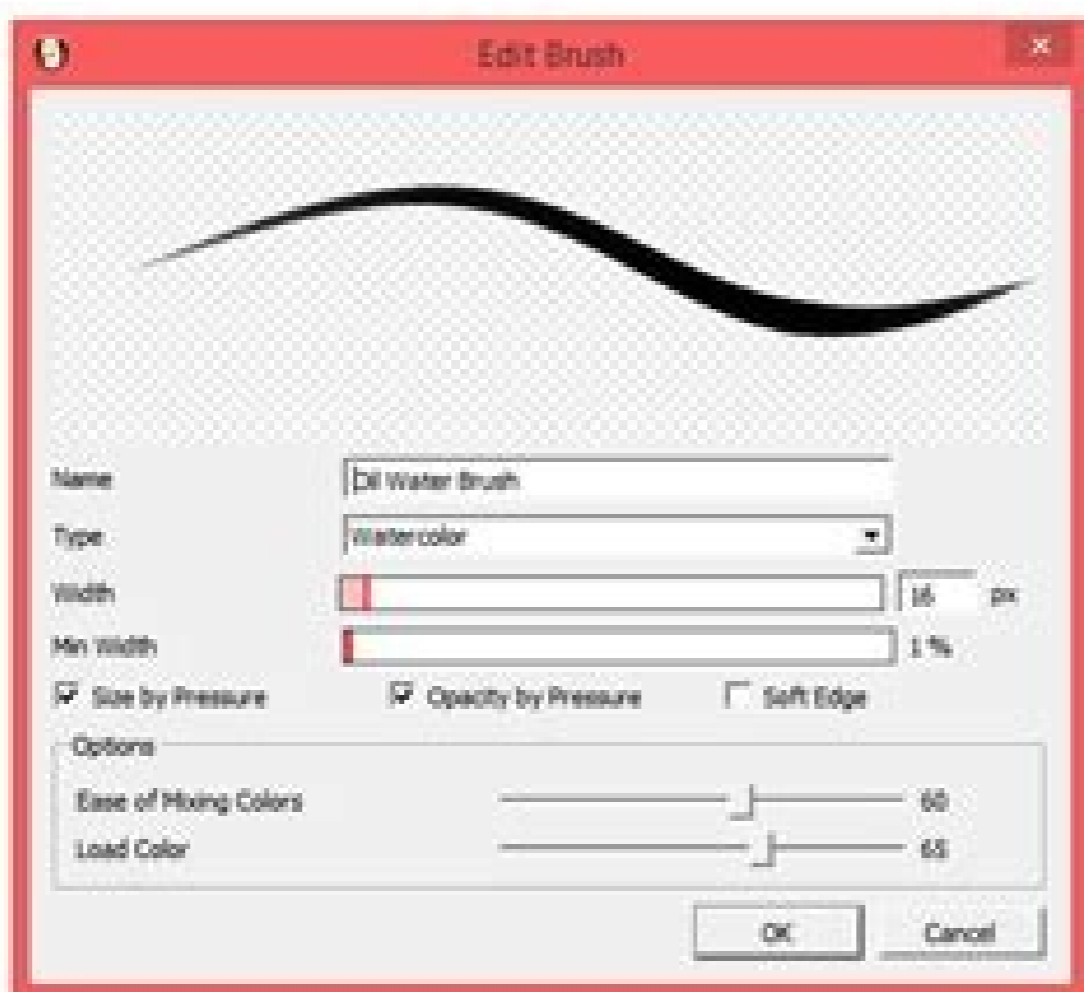 Edit Brush
Name Oil Water Brush
Type Watercolor
Width 16 px
Min Width 1 %
Size by Pressure Opacity by Pressure Soft Edge
Options
Ease of Mixing Colors 60
Load Color 65
OK Cancel